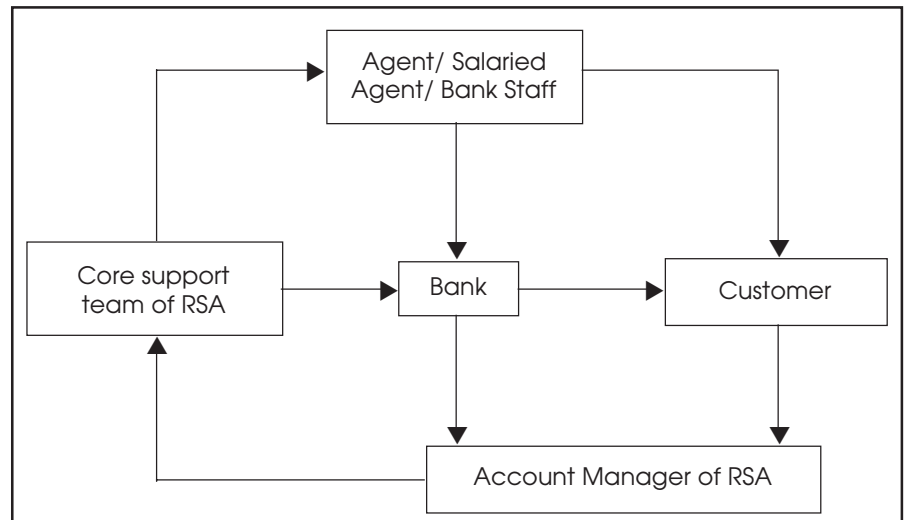 Agent/ Salaried
Agent/ Bank Staff
Core support
team of RSA
Bank
Customer
Account Manager of RSA